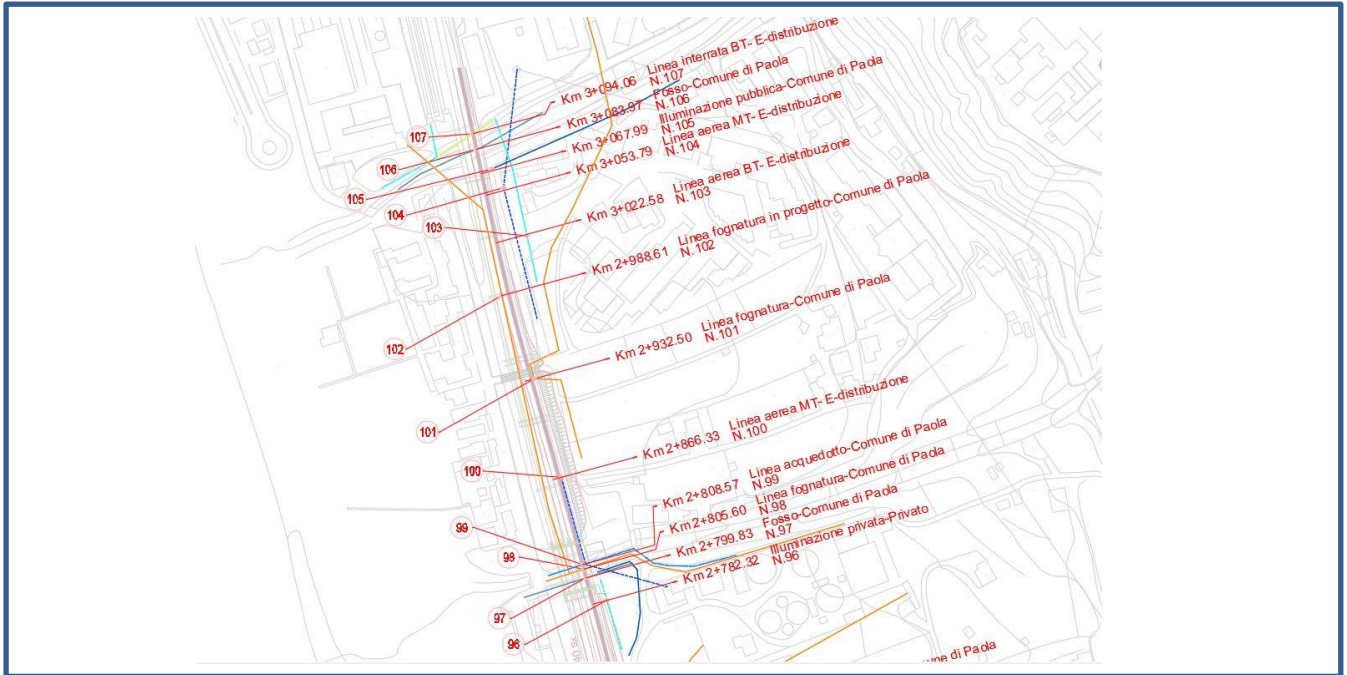 Km 3+094.06 Linea interrata BT- E-distribuzione
N.107
Km 3+083.97 Fosso-Comune di Paola
N.106
Km 3+067.99 Illuminazione pubblica-Comune di Paola
N.105
Km 3+053.79 Linea aerea MT- E-distribuzione
N.104
Km 3+022.58 Linea aerea BT- E-distribuzione
N.103
Km 2+988.61 Linea fognatura in progetto-Comune di Paola
N.102
Km 2+932.50 Linea fognatura-Comune di Paola
N.101
Km 2+866.33 Linea aerea MT- E-distribuzione
N.100
Km 2+808.57 Linea acquedotto-Comune di Paola
N.99
Km 2+805.60 Linea fognatura-Comune di Paola
N.98
Km 2+799.83 Fosso-Comune di Paola
N.97
Km 2+782.32 Illuminazione privata-Privato
N.96
di Paola
107
106
105
104
103
102
101
100
99
98
97
96